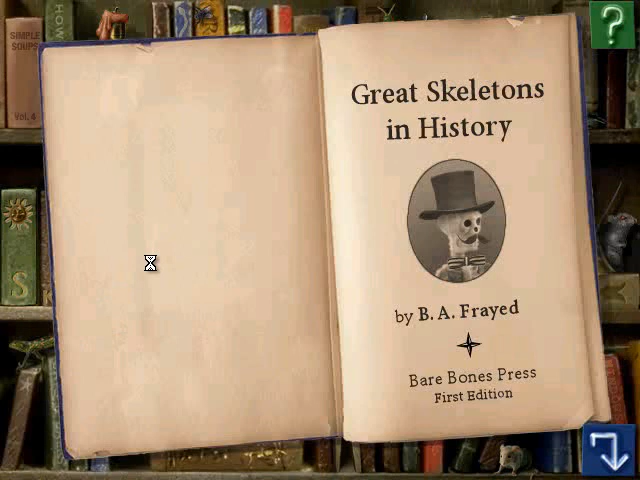 SIMPLE
SOUPS
Vol. 4
HOW
S
?
Great Skeletons
in History
by B. A. Frayed
Bare Bones Press
First Edition